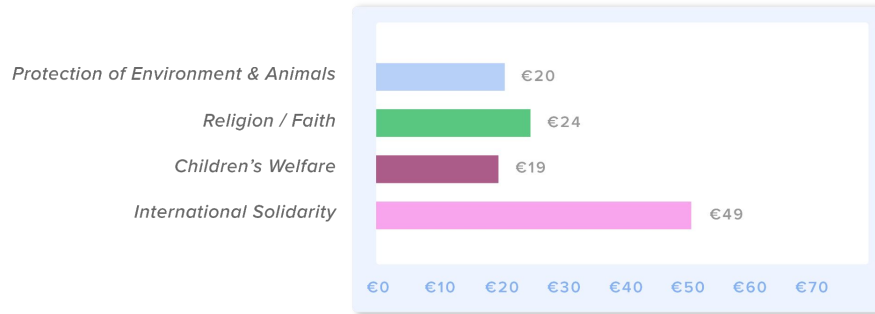 Protection of Environment & Animals €20
Religion / Faith €24
Children’s Welfare €19
International Solidarity €49
€0 €10 €20 €30 €40 €50 €60 €70